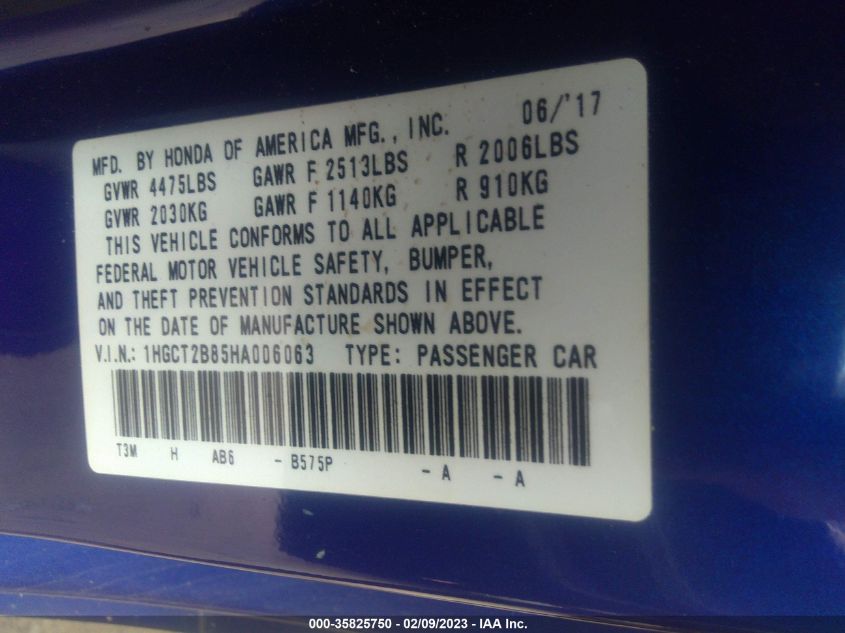 06/'17
MFD. BY HONDA OF AMERICA MFG., INC.
GVWR 4475LBS GAWR F 2513LBS R 2006LBS
GVWR 2030KG GAWR F 1140KG R 910KG
THIS VEHICLE CONFORMS TO ALL APPLICABLE
FEDERAL MOTOR VEHICLE SAFETY, BUMPER,
AND THEFT PREVENTION STANDARDS IN EFFECT
ON THE DATE OF MANUFACTURE SHOWN ABOVE.
V.I.N.: 1HGCT2B85HA006063 TYPE: PASSENGER CAR
T3M H AB6 - B575P - A - A
000-35825750 - 02/09/2023 - IAA Inc.